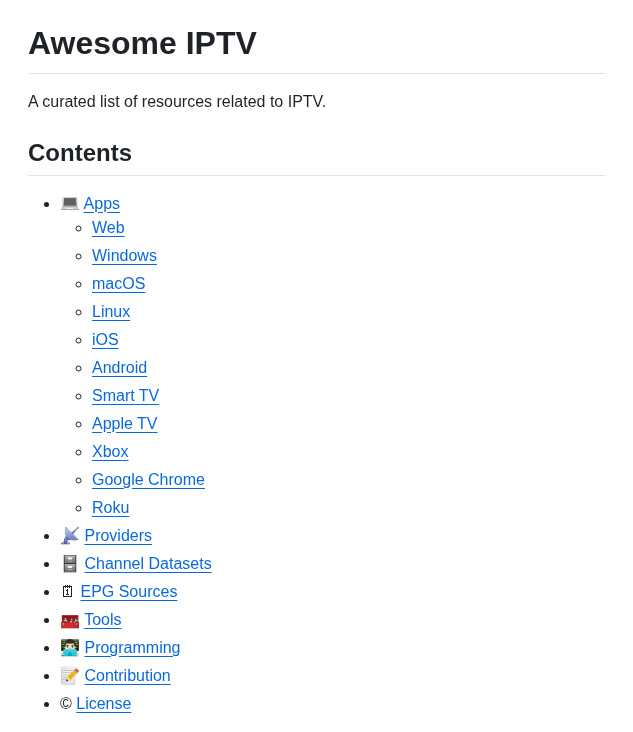 Awesome IPTV
A curated list of resources related to IPTV.
Contents
💻 Apps
Web
Windows
macOS
Linux
iOS
Android
Smart TV
Apple TV
Xbox
Google Chrome
Roku
📡 Providers
🗄 Channel Datasets
🗓 EPG Sources
🧰 Tools
👨🏻‍💻 Programming
📝 Contribution
© License